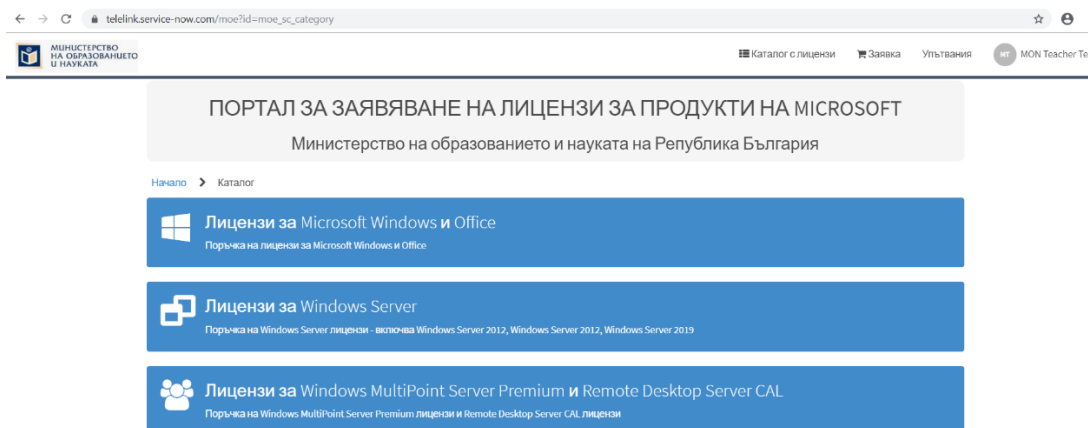 telelink.service-now.com/moe?id=moe_sc_category
МИНИСТЕРСТВО
НА ОБРАЗОВАНИЕТО
И НАУКАТА
Каталог с лицензи
Заявка
Упътвания
MT
MON Teacher Te
ПОРТАЛ ЗА ЗАЯВЯВАНЕ НА ЛИЦЕНЗИ ЗА ПРОДУКТИ НА MICROSOFT
Министерство на образованието и науката на Република България
Начало > Каталог
Лицензи за Microsoft Windows и Office
Поръчка на лицензи за Microsoft Windows и Office
Лицензи за Windows Server
Поръчка на Windows Server лицензи - включва Windows Server 2012, Windows Server 2012, Windows Server 2019
Лицензи за Windows MultiPoint Server Premium и Remote Desktop Server CAL
Поръчка на Windows MultiPoint Server Premium лицензи и Remote Desktop Server CAL лицензи